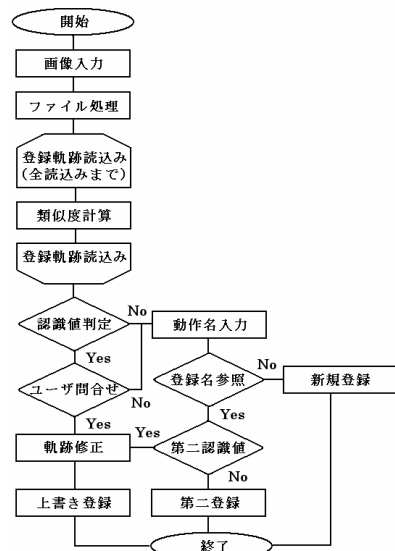 開始
画像入力
ファイル処理
登録軌跡読込み
(全読込みまで)
類似度計算
登録軌跡読込み
認識値判定
No
動作名入力
Yes
ユーザ問合せ
No
登録名参照
No
新規登録
Yes
Yes
軌跡修正
Yes
第二認識値
No
上書き登録
第二登録
終了